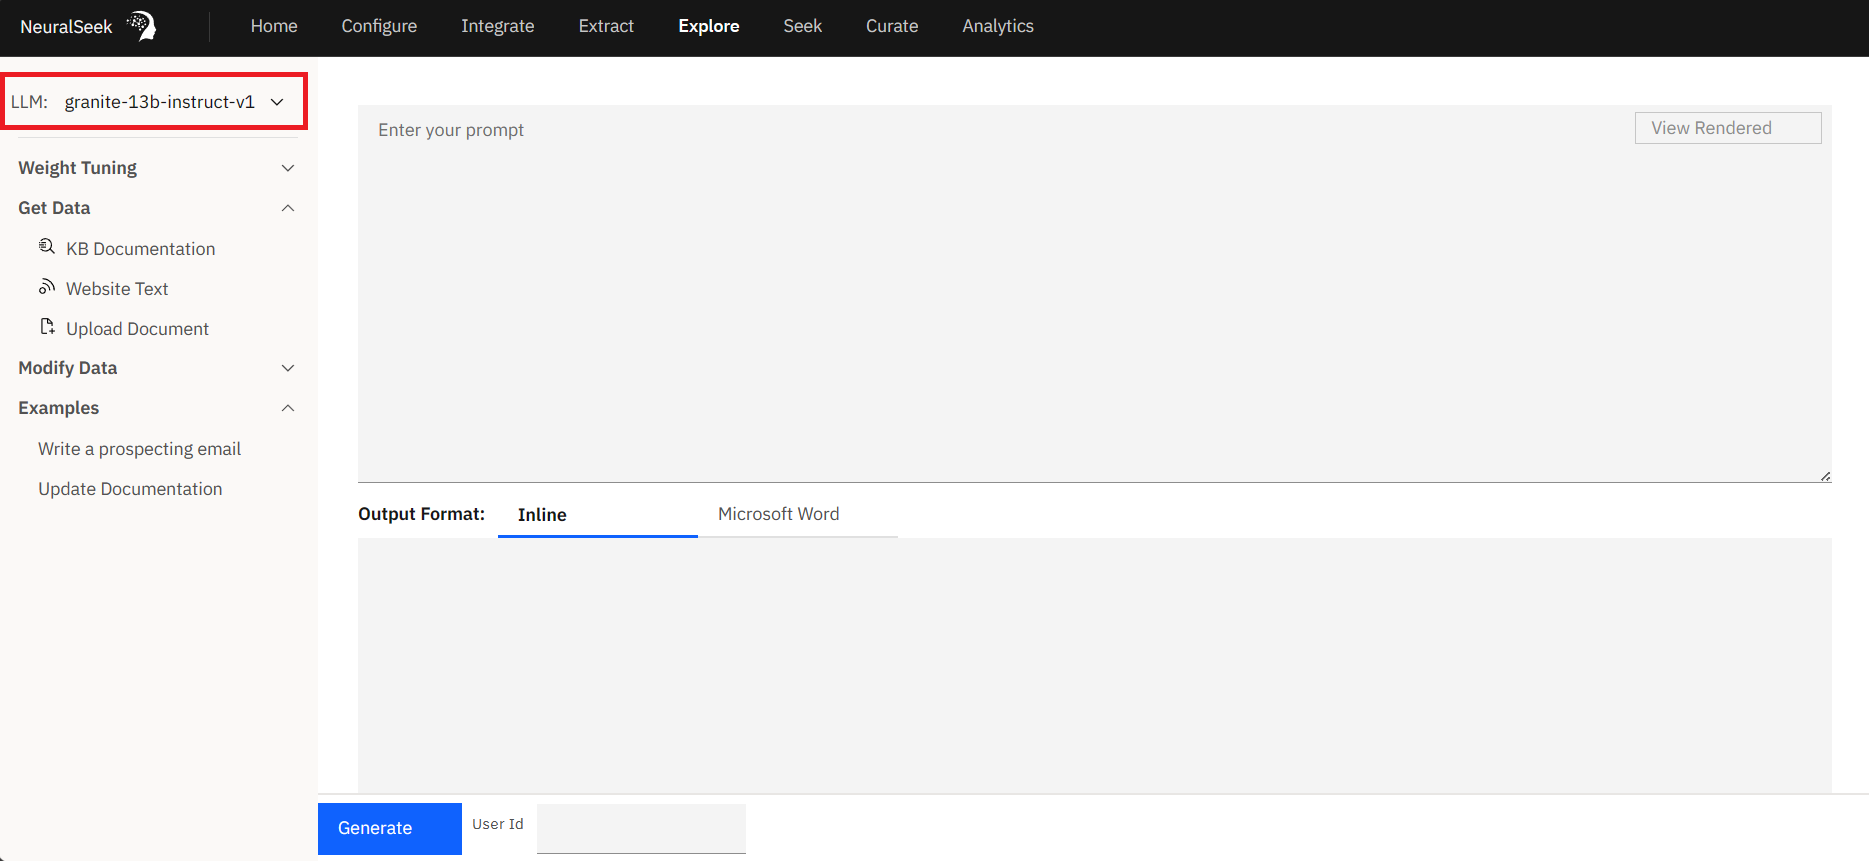 NeuralSeek
Home Configure Integrate Extract Explore Seek Curate Analytics
LLM: granite-13b-instruct-v1
Weight Tuning
Get Data
KB Documentation
Website Text
Upload Document
Modify Data
Examples
Write a prospecting email
Update Documentation
Enter your prompt
View Rendered
Output Format: Inline Microsoft Word
Generate User Id